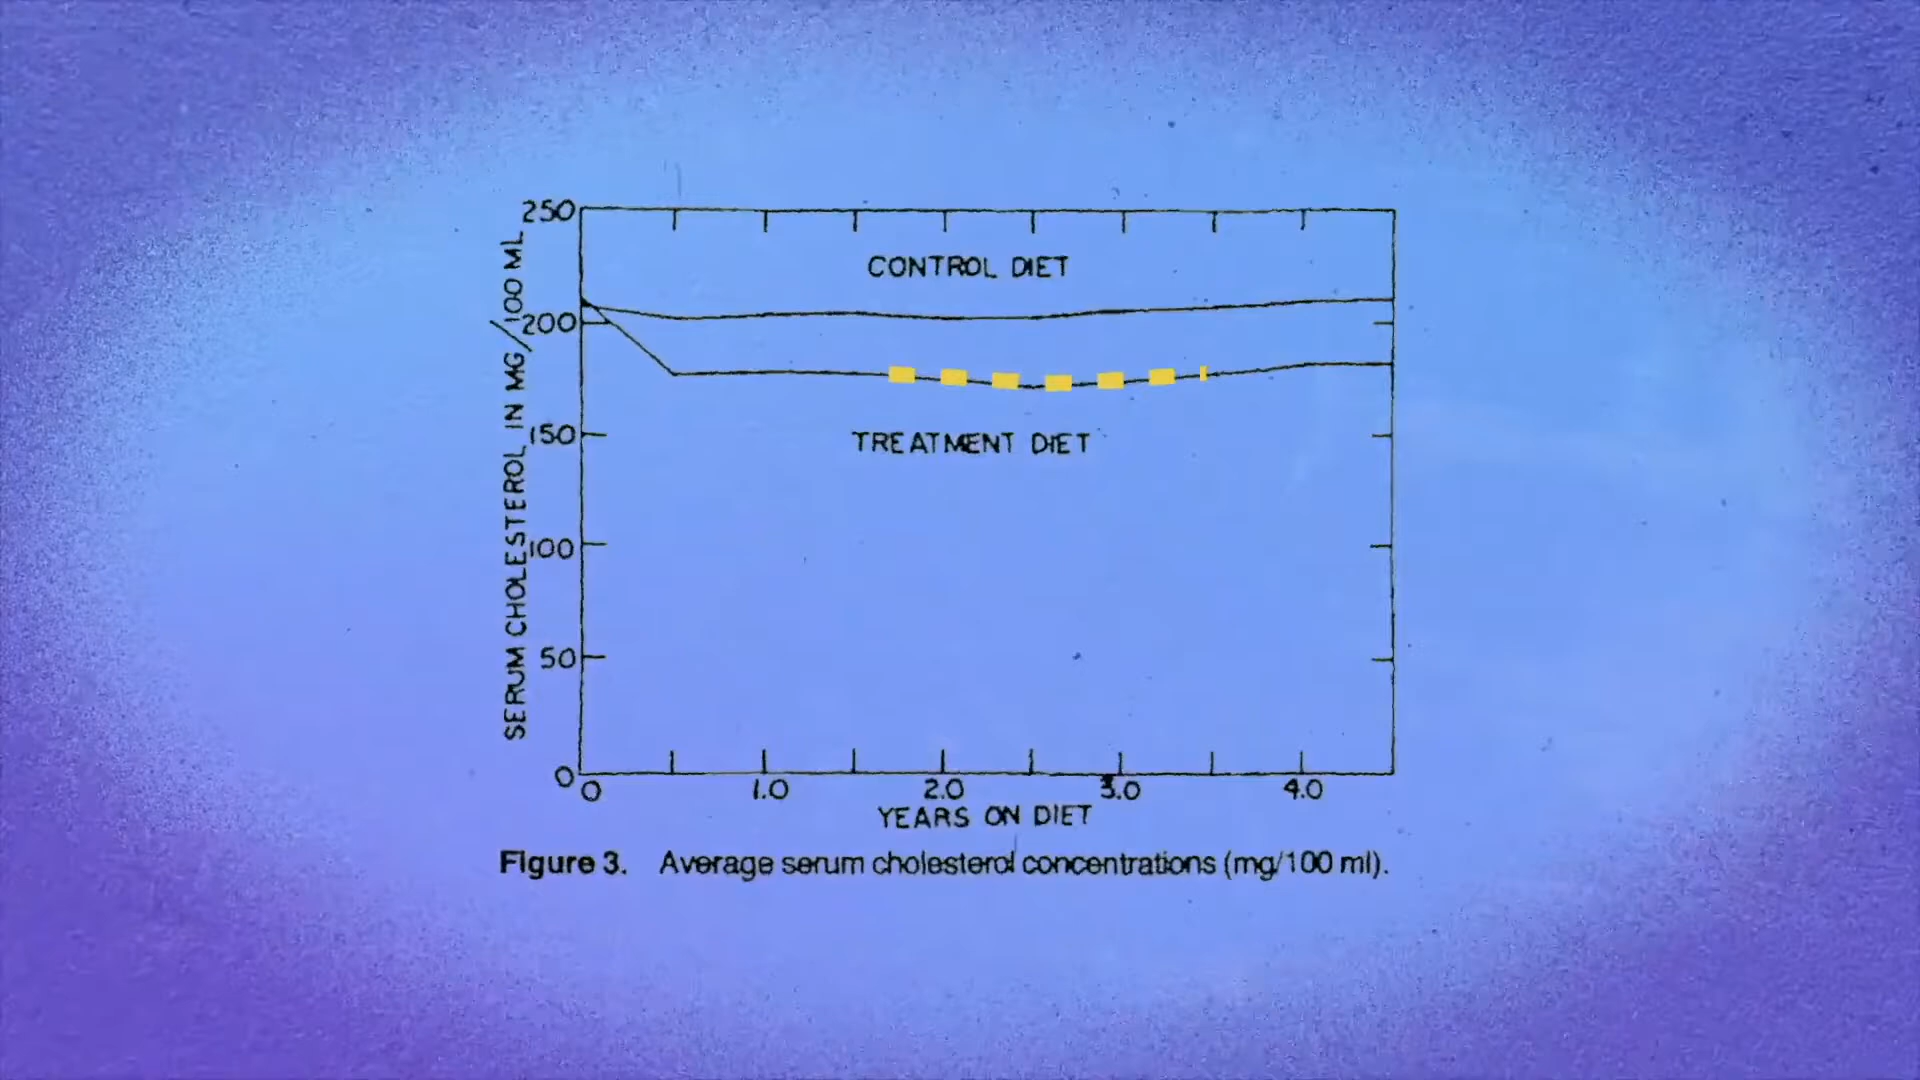 250
CONTROL DIET
200
150
TREATMENT DIET
100
50
0
0 1.0 2.0 3.0 4.0
YEARS ON DIET
SERUM CHOLESTEROL IN MG/100 ML
Figure 3. Average serum cholesterol concentrations (mg/100 ml).